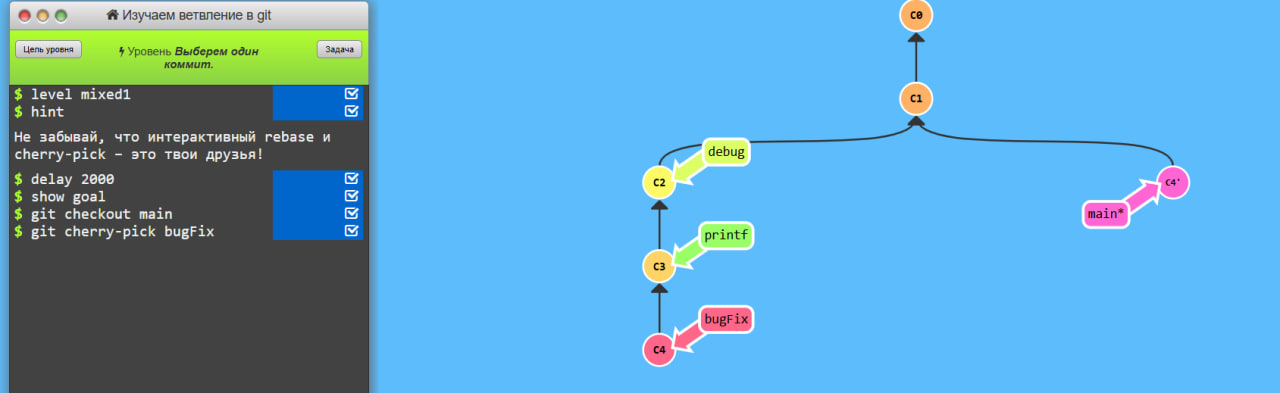 Изучаем ветвление в git
Цель уровня
Уровень Выберем один
коммит.
Задача
$ level mixed1
$ hint
Не забывай, что интерактивный rebase и
cherry-pick – это твои друзья!
$ delay 2000
$ show goal
$ git checkout main
$ git cherry-pick bugFix
C0
C1
debug
C2
C4'
main*
printf
C3
bugFix
C4